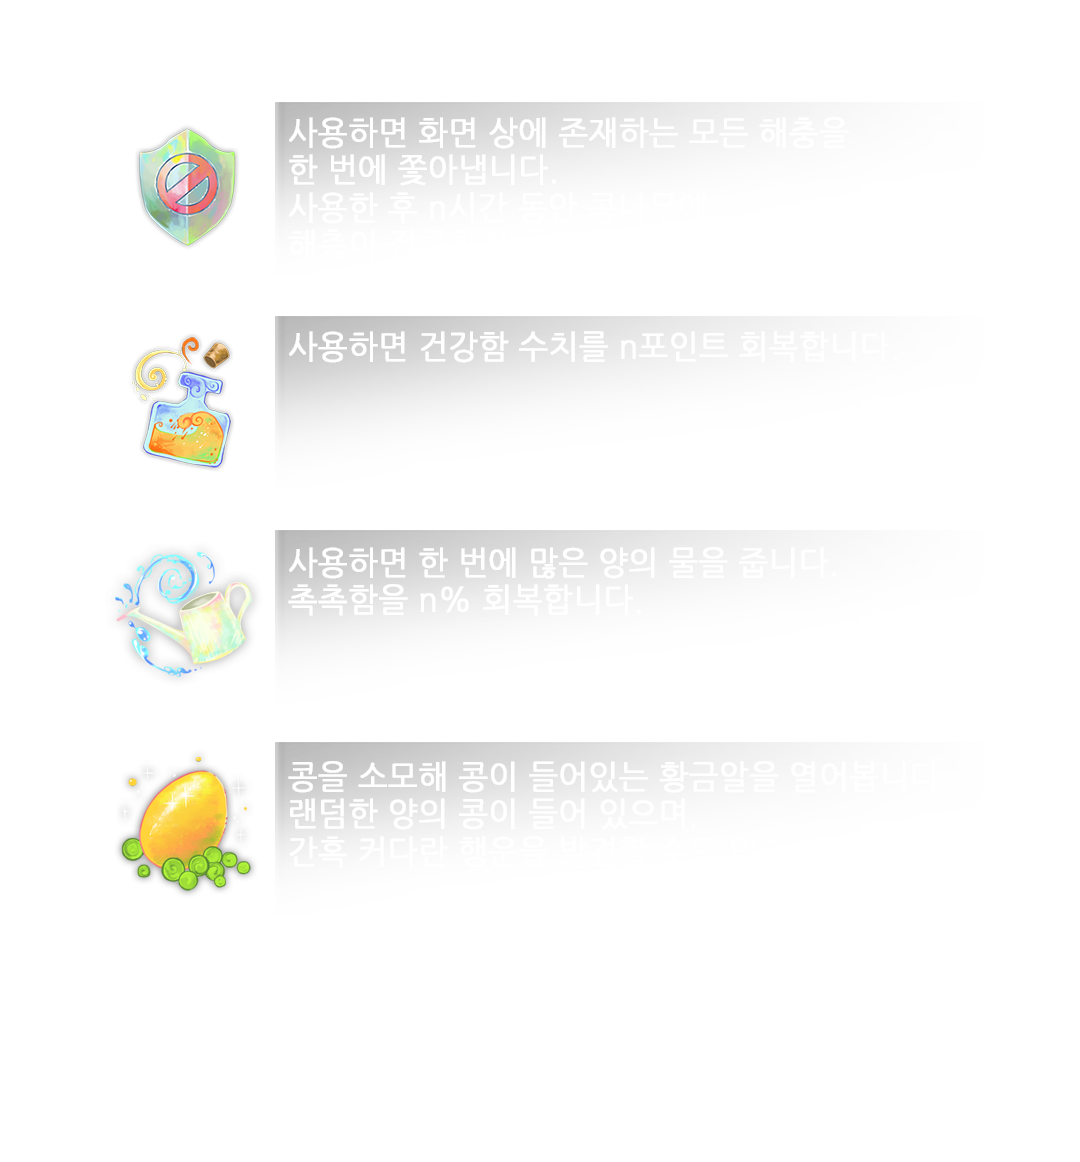 사용하면 화면 상에 존재하는 모든 해충을
한 번에 쫓아냅니다.
사용한 후 n시간 동안
해충이
사용하면 건강함 수치를 n포인트 회복합니다
사용하면 한 번에 많은 양의 물을 줍니다.
촉촉함을 n% 회복합니다.
콩을 소모해 콩이 들어있는 황금알을 열어봅니다
랜덤한 양의 콩이 들어 있으며,
간혹 커다란 행운을